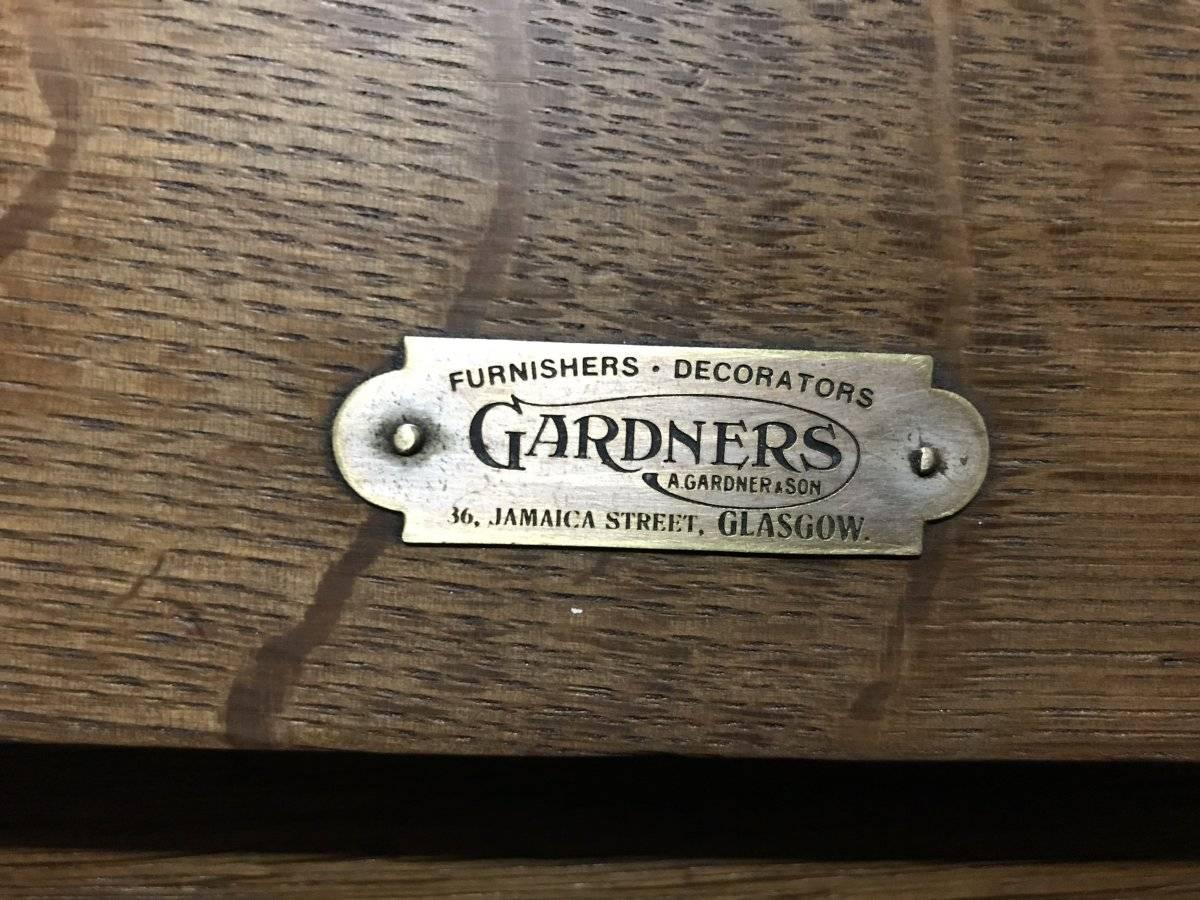 FURNISHERS · DECORATORS
GARDNERS
A. GARDNER & SON
36, JAMAICA STREET, GLASGOW.